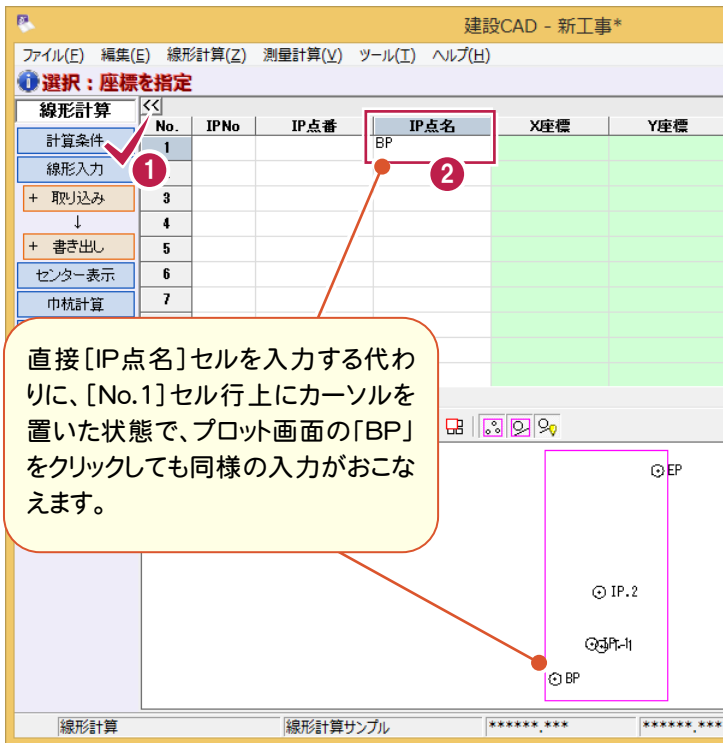 建設CAD - 新工事*
ファイル(F) 編集(E) 線形計算(Z) 測量計算(V) ツール(T) ヘルプ(H)
選択：座標を指定
線形計算 <<
No. IPNo IP点番 IP点名 X座標 Y座標
計算条件 1 BP
1 2
線形入力
+ 取り込み 3
↓ 4
+ 書き出し 5
センター表示 6
巾杭計算 7
直接[IP点名]セルを入力する代わ
りに、[No.1]セル行上にカーソルを
置いた状態で、プロット画面の「BP」
をクリックしても同様の入力がおこな
えます。
EP
IP.2
BP
線形計算 線形計算サンプル ******.*** ******.***